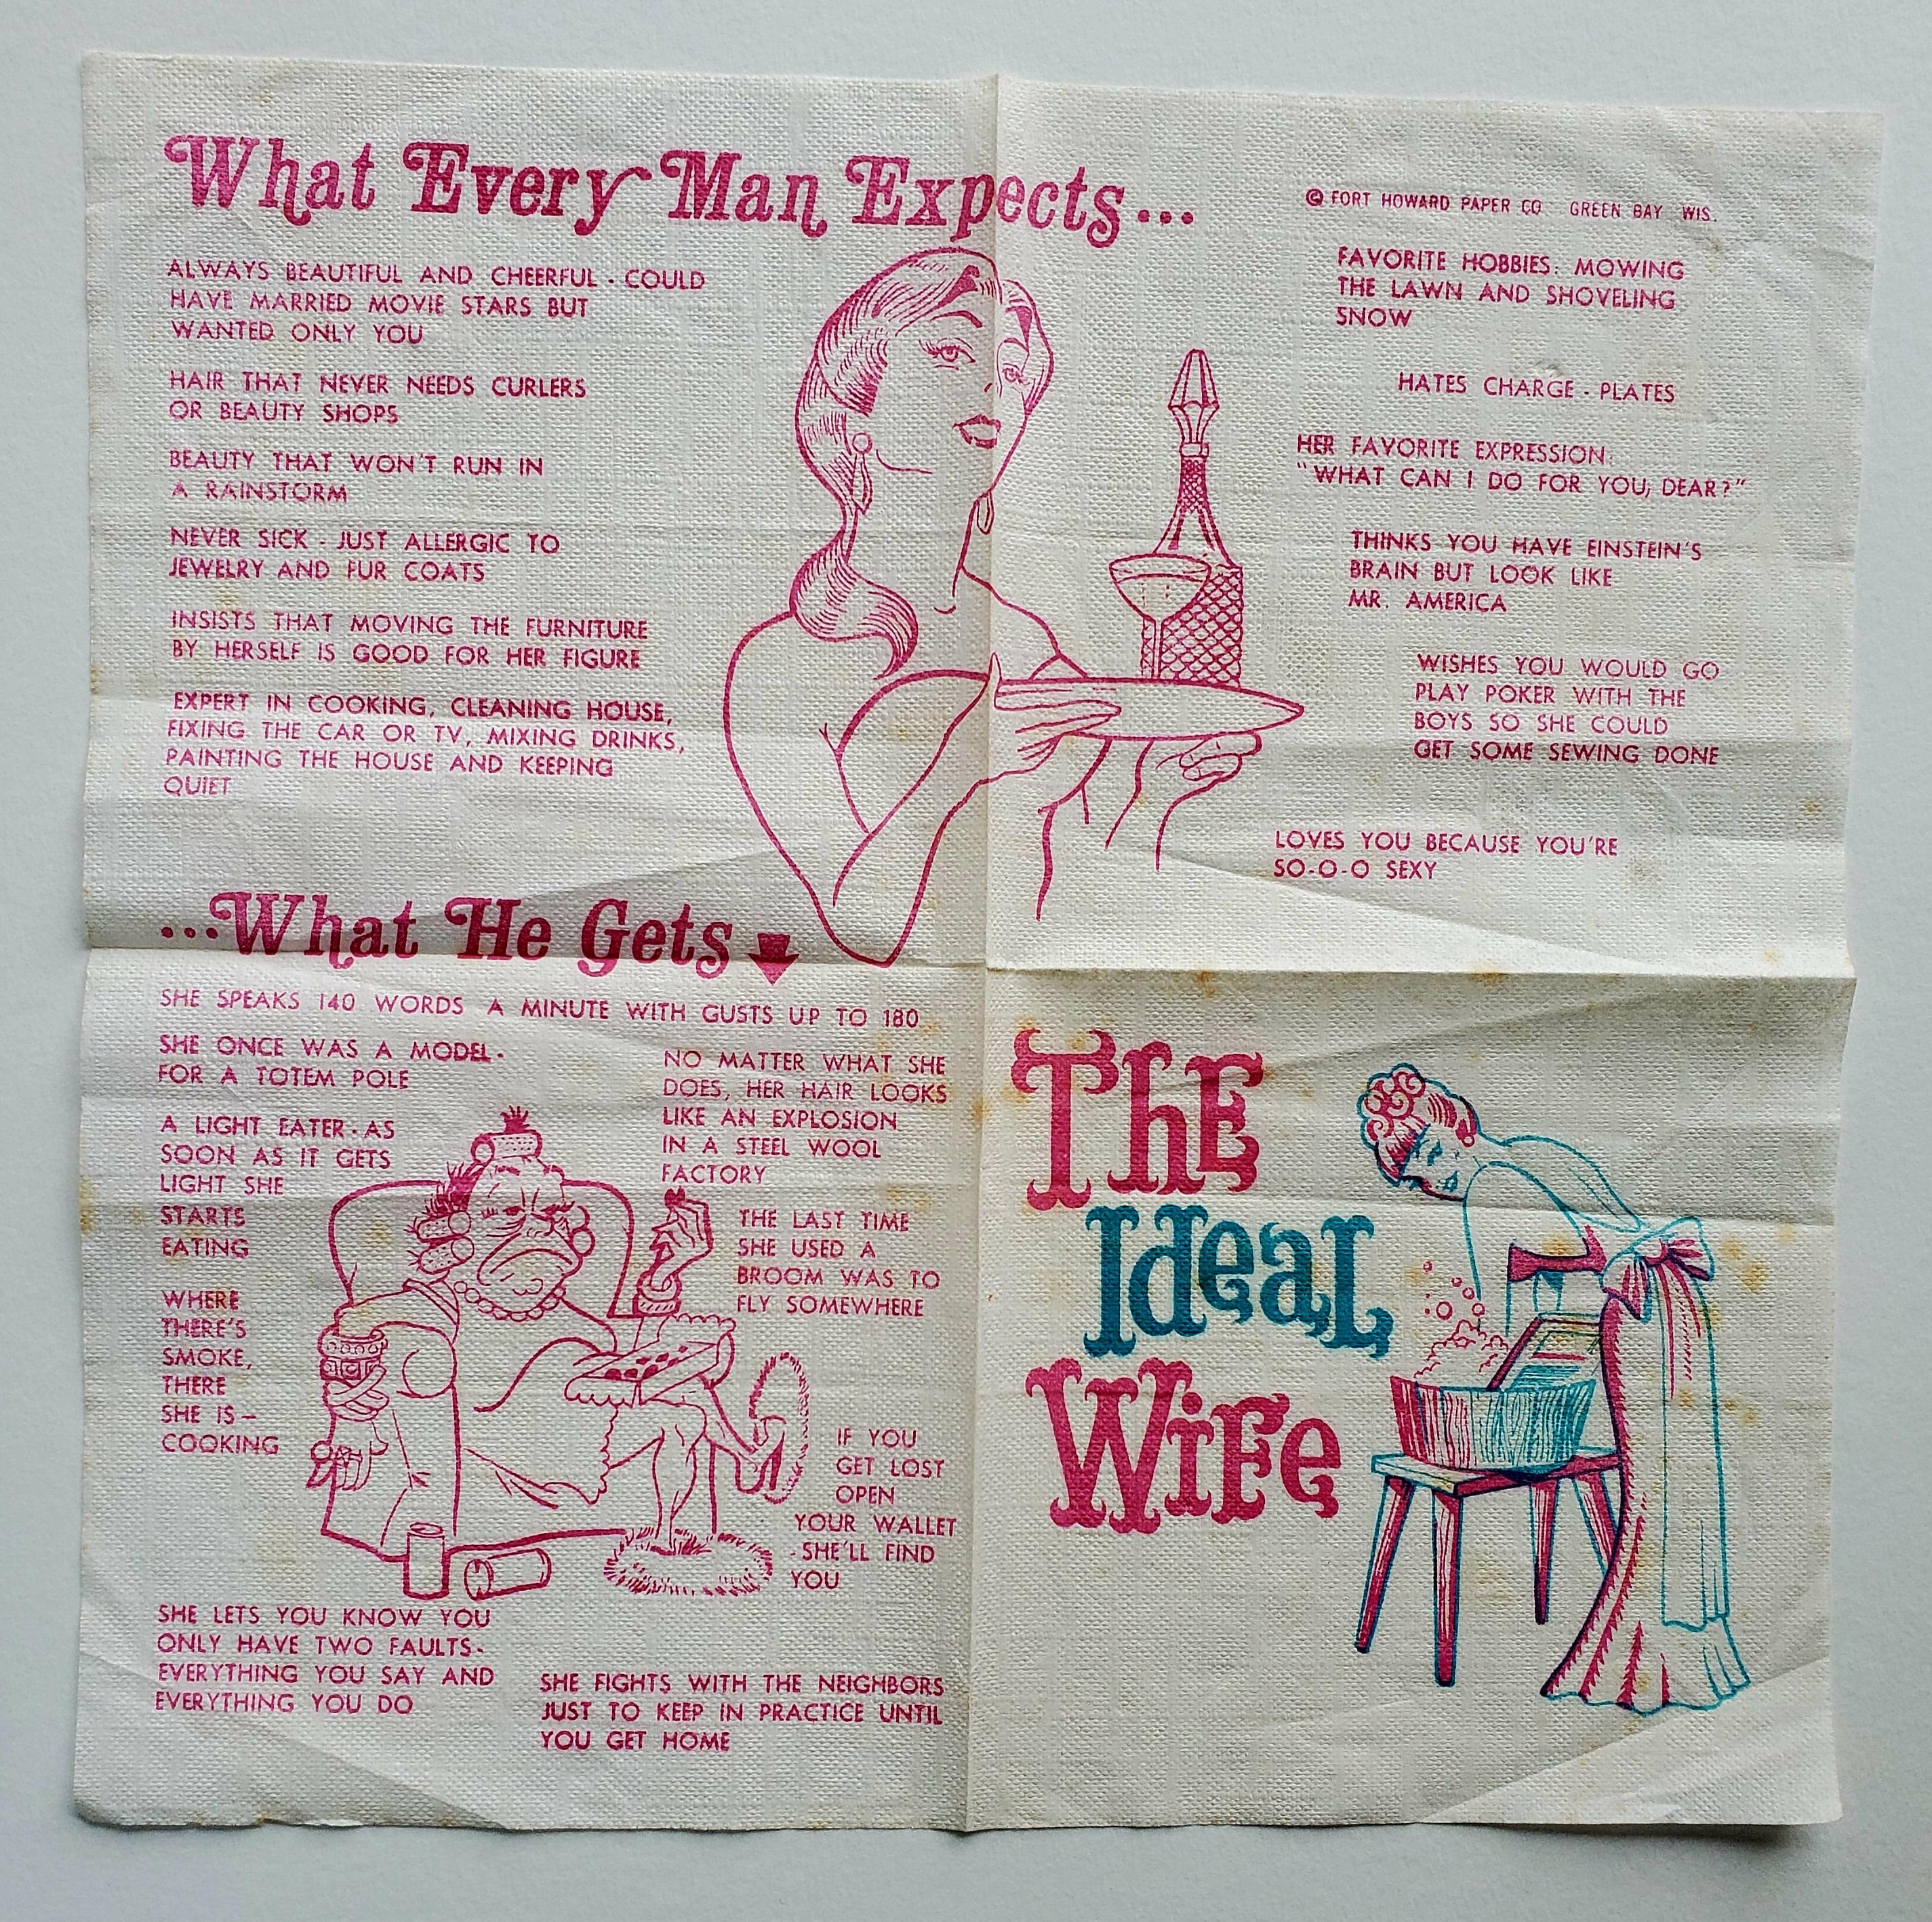 What Every Man Expects...
© FORT HOWARD PAPER CO GREEN BAY WIS.
ALWAYS BEAUTIFUL AND CHEERFUL - COULD
HAVE MARRIED MOVIE STARS BUT
WANTED ONLY YOU
HAIR THAT NEVER NEEDS CURLERS
OR BEAUTY SHOPS
BEAUTY THAT WON'T RUN IN
A RAINSTORM
NEVER SICK - JUST ALLERGIC TO
JEWELRY AND FUR COATS
INSISTS THAT MOVING THE FURNITURE
BY HERSELF IS GOOD FOR HER FIGURE
EXPERT IN COOKING, CLEANING HOUSE,
FIXING THE CAR OR TV, MIXING DRINKS,
PAINTING THE HOUSE AND KEEPING
QUIET
FAVORITE HOBBIES: MOWING
THE LAWN AND SHOVELING
SNOW
HATES CHARGE - PLATES
HER FAVORITE EXPRESSION:
"WHAT CAN I DO FOR YOU, DEAR?"
THINKS YOU HAVE EINSTEIN'S
BRAIN BUT LOOK LIKE
MR. AMERICA
WISHES YOU WOULD GO
PLAY POKER WITH THE
BOYS SO SHE COULD
GET SOME SEWING DONE
LOVES YOU BECAUSE YOU'RE
SO-O-O SEXY
...What He Gets
SHE SPEAKS 140 WORDS A MINUTE WITH GUSTS UP TO 180
SHE ONCE WAS A MODEL -
FOR A TOTEM POLE
A LIGHT EATER - AS
SOON AS IT GETS
LIGHT SHE
STARTS
EATING
WHERE
THERE'S
SMOKE,
THERE
SHE IS —
COOKING
NO MATTER WHAT SHE
DOES, HER HAIR LOOKS
LIKE AN EXPLOSION
IN A STEEL WOOL
FACTORY
THE LAST TIME
SHE USED A
BROOM WAS TO
FLY SOMEWHERE
IF YOU
GET LOST
OPEN
YOUR WALLET
- SHE'LL FIND
YOU
SHE LETS YOU KNOW YOU
ONLY HAVE TWO FAULTS -
EVERYTHING YOU SAY AND
EVERYTHING YOU DO
SHE FIGHTS WITH THE NEIGHBORS
JUST TO KEEP IN PRACTICE UNTIL
YOU GET HOME
The
Ideal
Wife